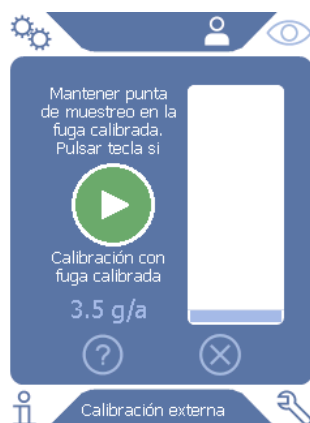 Mantener punta
de muestreo en la
fuga calibrada.
Pulsar tecla si
Calibración con
fuga calibrada
3.5 g/a
?
Calibración externa